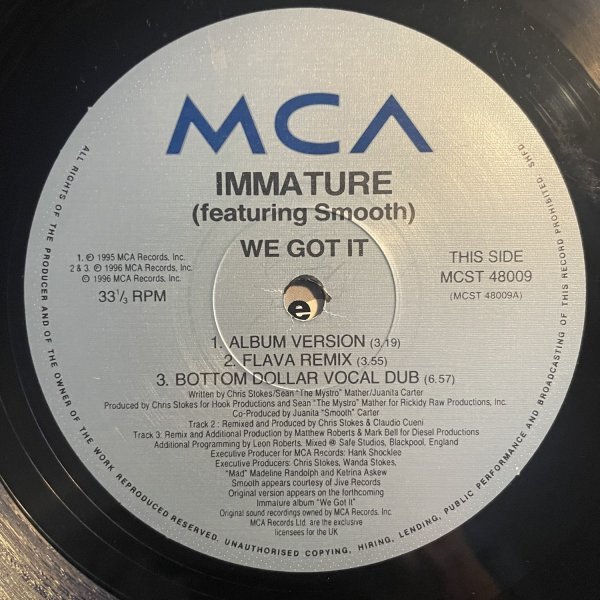 MCA
IMMATURE
(featuring Smooth)
WE GOT IT
1. ℗ 1995 MCA Records, Inc.
2 & 3. ℗ 1996 MCA Records, Inc.
℗ 1996 MCA Records, Inc.
33 1/3 RPM
THIS SIDE
MCST 48009
(MCST 48009A)
e
1. ALBUM VERSION (3.19)
2. FLAVA REMIX (3.55)
3. BOTTOM DOLLAR VOCAL DUB (6.57)
Written by Chris Stokes/Sean "The Mystro" Mather/Juanita Carter
Produced by Chris Stokes for Hook Productions and Sean "The Mystro" Mather for Rickidy Raw Productions, Inc.
Co-Produced by Juanita "Smooth" Carter
Track 2 : Remixed and Produced by Chris Stokes & Claudio Cueni
Track 3: Remix and Additional Production by Matthew Roberts & Mark Bell for Diesel Productions
Additional Programming by Leon Roberts. Mixed @ Safe Studios, Blackpool, England
Executive Producer for MCA Records: Hank Shocklee
Executive Producers: Chris Stokes, Wanda Stokes,
"Mad" Madeline Randolph and Ketrina Askew
Smooth appears courtesy of Jive Records
Original version appears on the forthcoming
Immature album "We Got It"
Original sound recordings owned by MCA Records, Inc.
MCA Records Ltd. are the exclusive
licensees for the UK
ALL RIGHTS OF THE PRODUCER AND OF THE OWNER OF THE WORK REPRODUCED RESERVED. UNAUTHORISED COPYING, HIRING, LENDING, PUBLIC PERFORMANCE AND BROADCASTING OF THIS RECORD PROHIBITED. SHFD